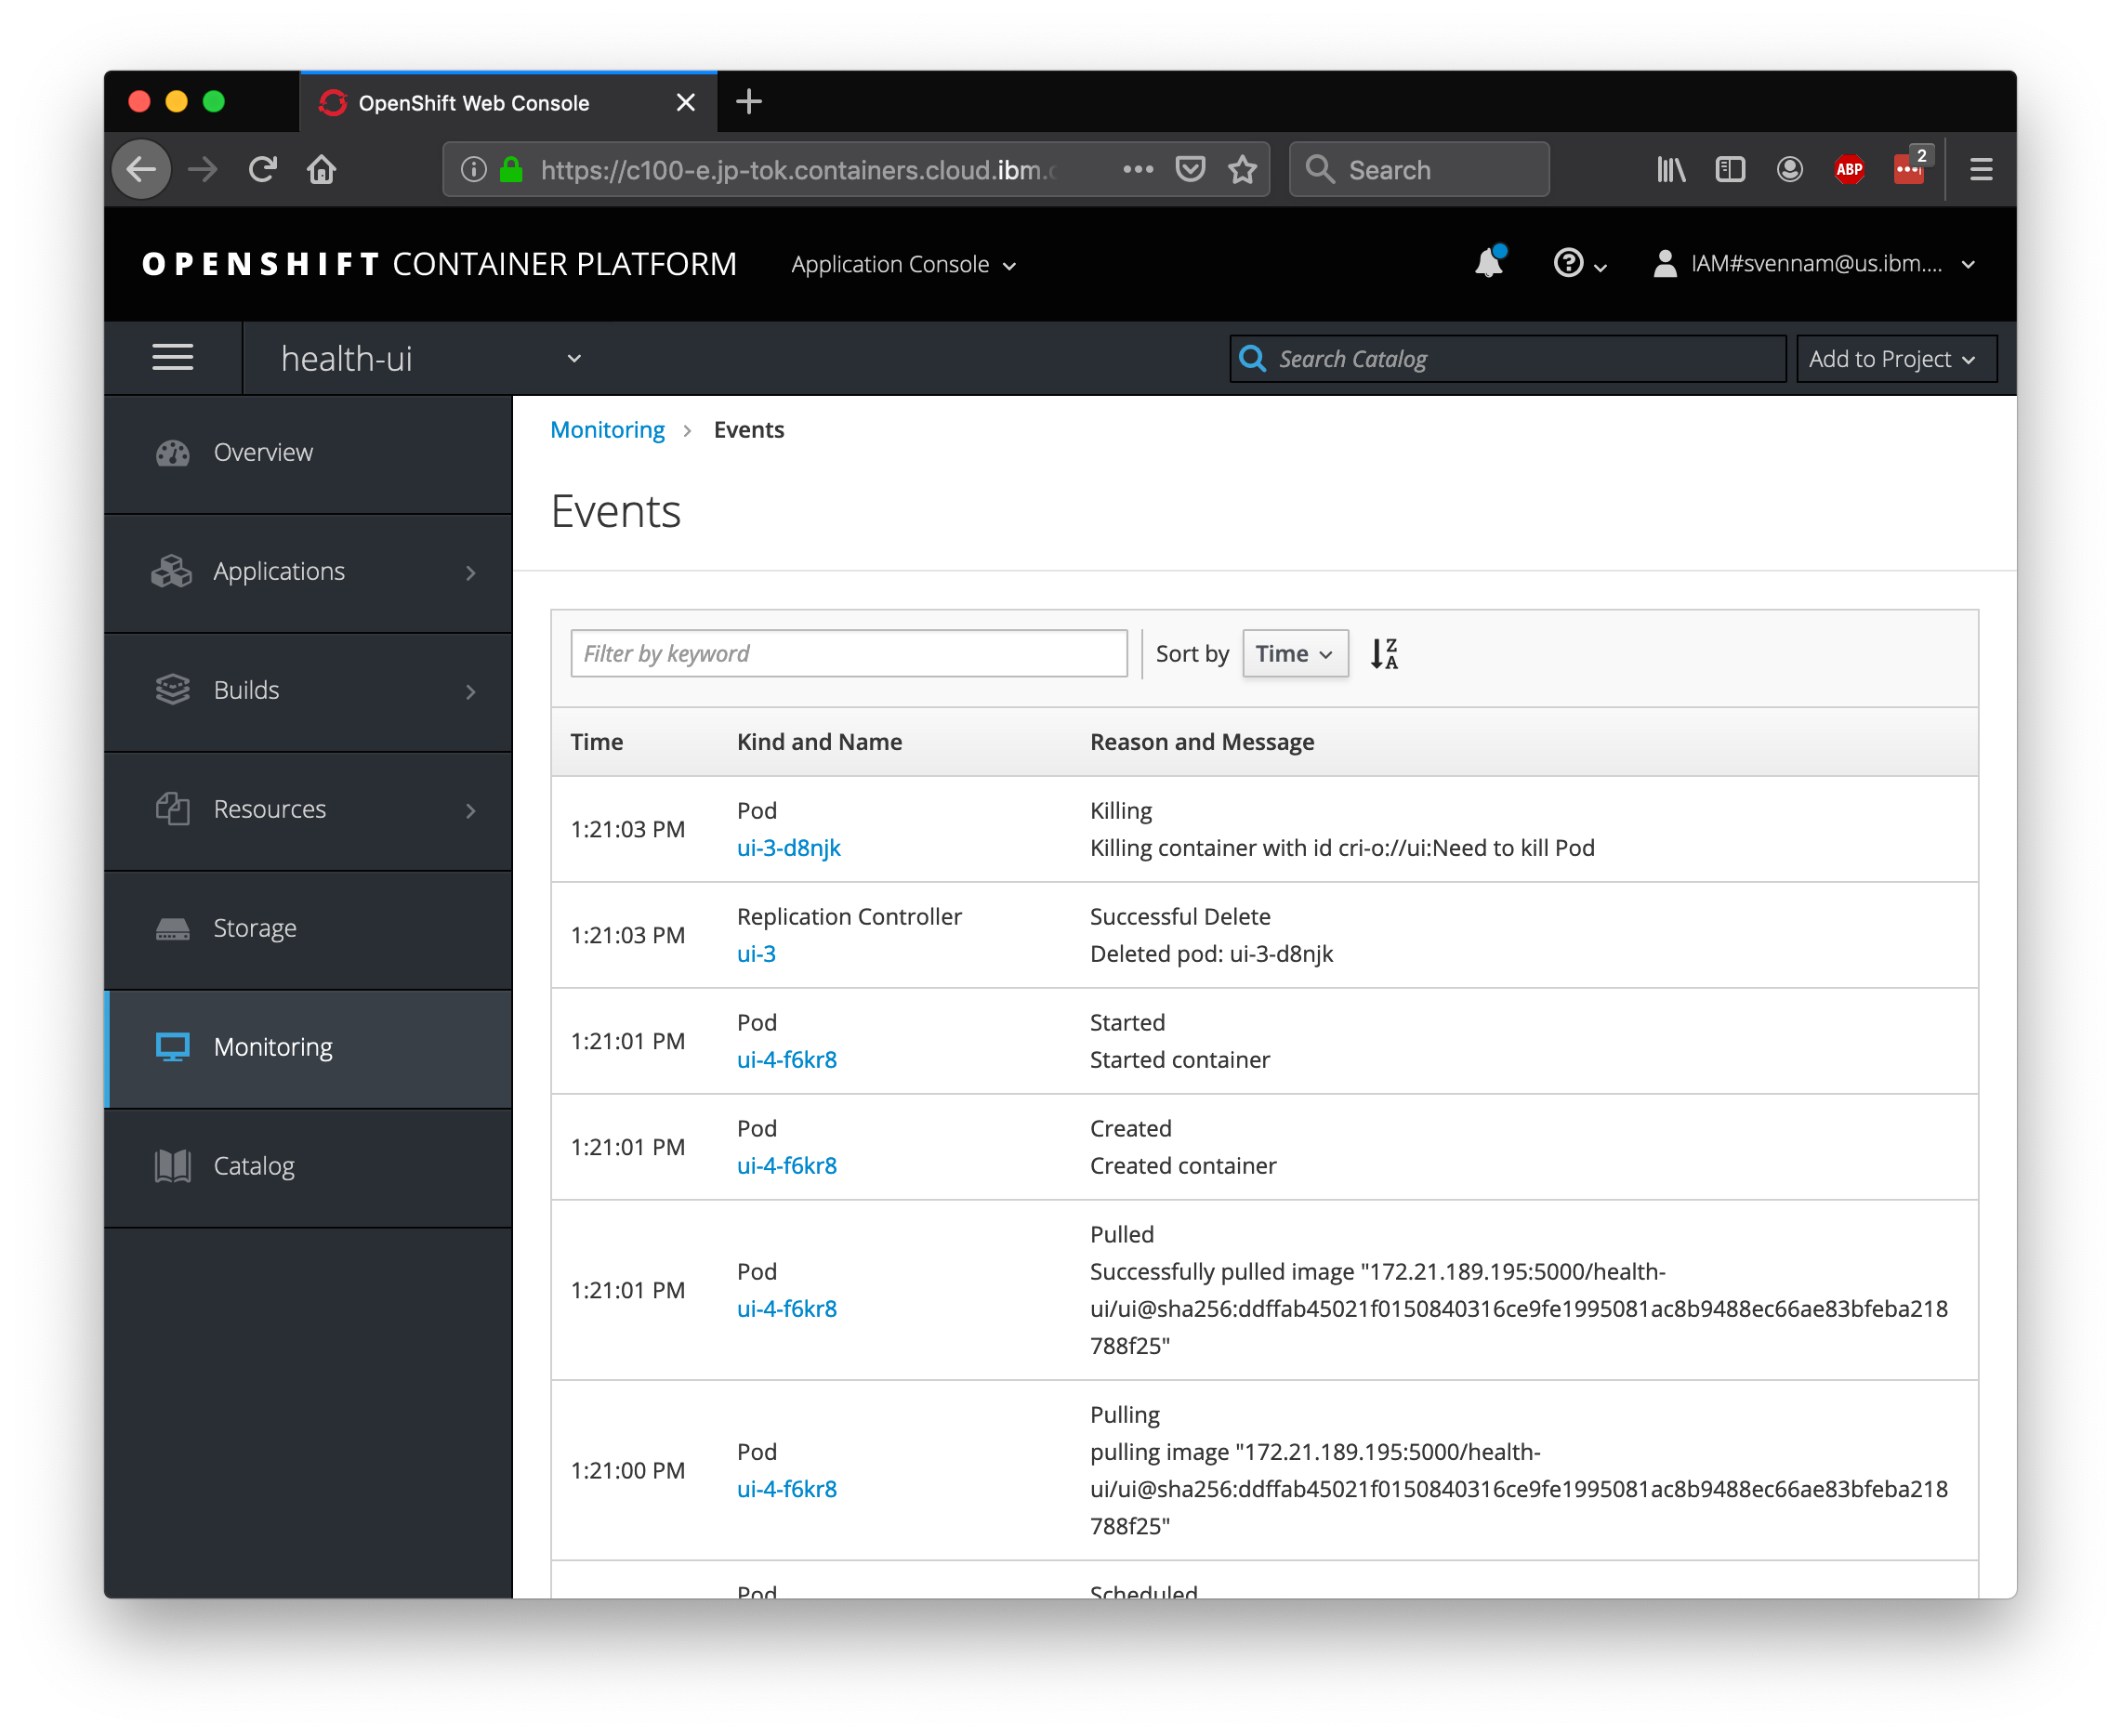 OpenShift Web Console
https://c100-e.jp-tok.containers.cloud.ibm.
Search
ABP
2
OPENSHIFT CONTAINER PLATFORM
Application Console
IAM#svennam@us.ibm....
health-ui
Search Catalog
Add to Project
Overview
Applications
Builds
Resources
Storage
Monitoring
Catalog
Monitoring > Events
Events
Filter by keyword
Sort by
Time
Z
A
Time Kind and Name Reason and Message
1:21:03 PM
Pod
ui-3-d8njk
Killing
Killing container with id cri-o://ui:Need to kill Pod
1:21:03 PM
Replication Controller
ui-3
Successful Delete
Deleted pod: ui-3-d8njk
1:21:01 PM
Pod
ui-4-f6kr8
Started
Started container
1:21:01 PM
Pod
ui-4-f6kr8
Created
Created container
1:21:01 PM
Pod
ui-4-f6kr8
Pulled
Successfully pulled image "172.21.189.195:5000/health-
ui/ui@sha256:ddffab45021f0150840316ce9fe1995081ac8b9488ec66ae83bfeba218
788f25"
1:21:00 PM
Pod
ui-4-f6kr8
Pulling
pulling image "172.21.189.195:5000/health-
ui/ui@sha256:ddffab45021f0150840316ce9fe1995081ac8b9488ec66ae83bfeba218
788f25"
Pod
Scheduled